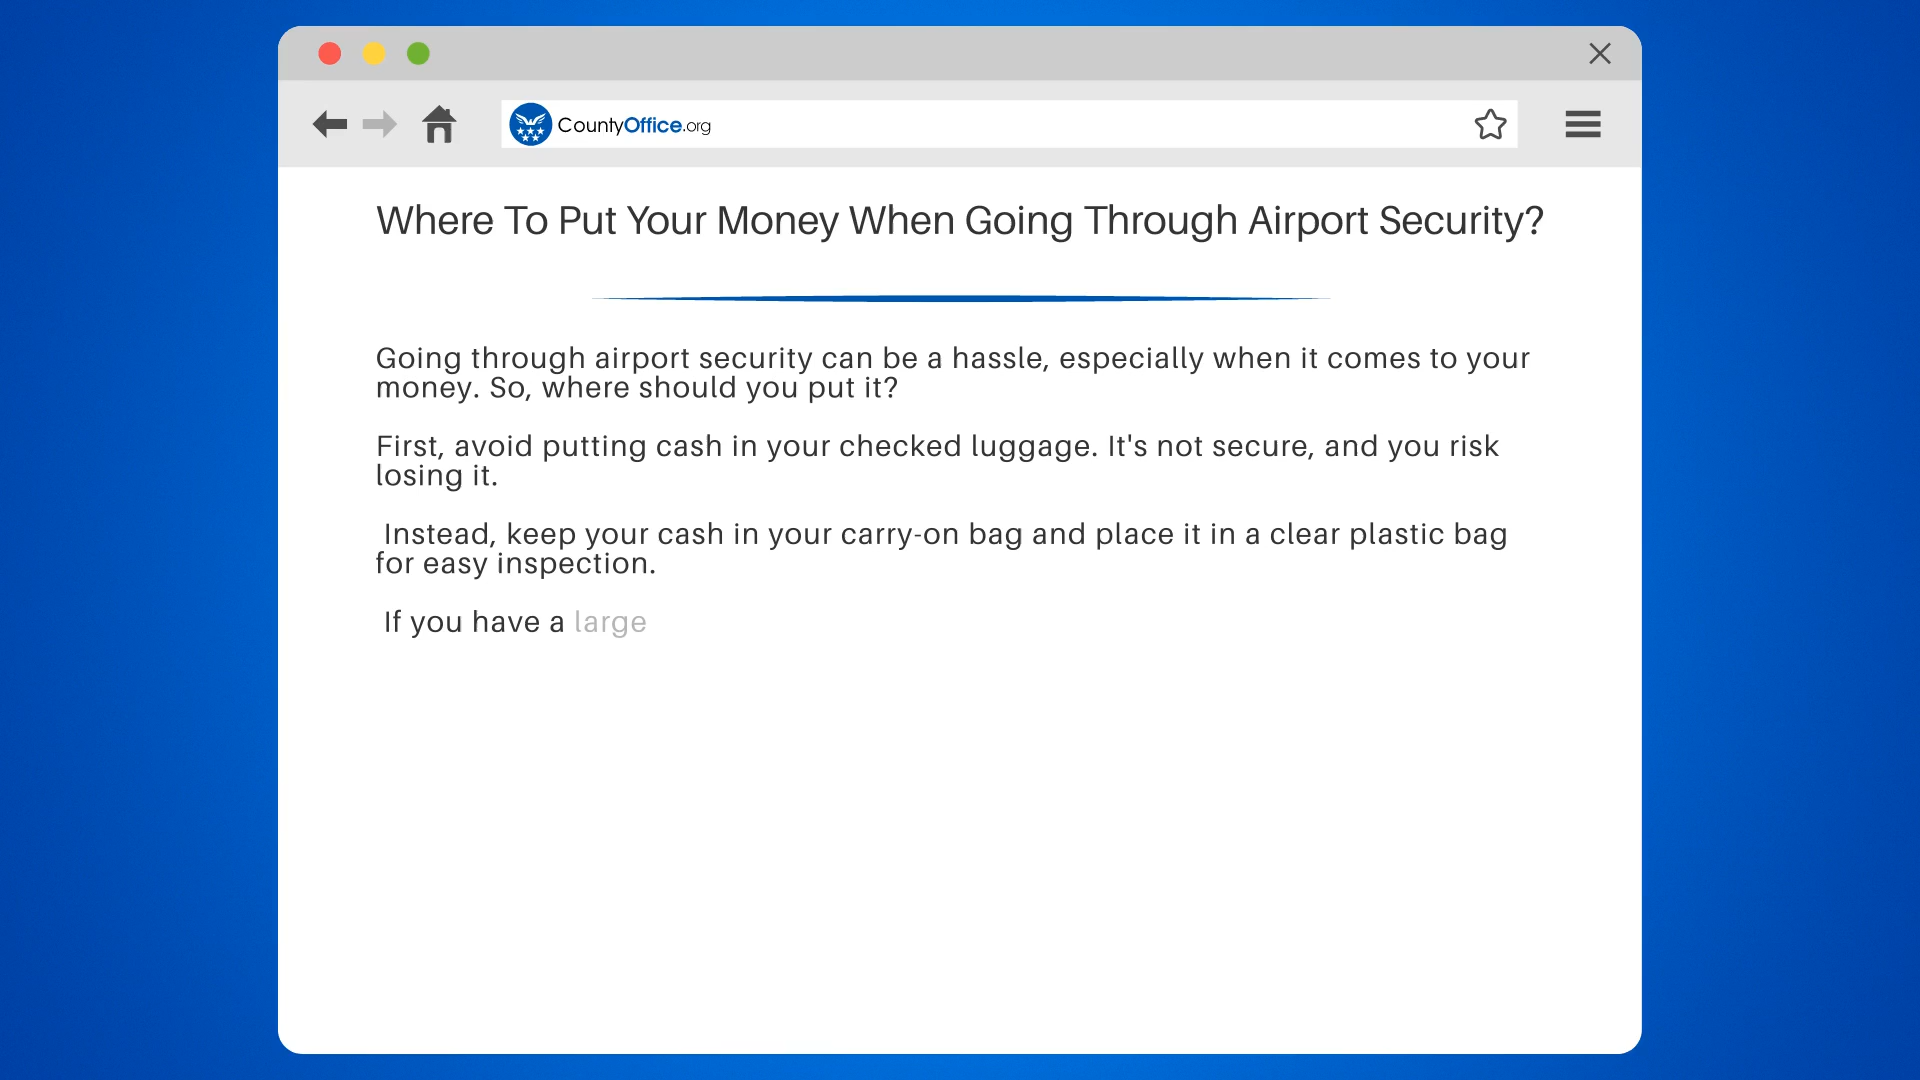 CountyOffice.org
Where To Put Your Money When Going Through Airport Security?
Going through airport security can be a hassle, especially when it comes to your
money. So, where should you put it?
First, avoid putting cash in your checked luggage. It's not secure, and you risk
losing it.
Instead, keep your cash in your carry-on bag and place it in a clear plastic bag
for easy inspection.
If you have a large